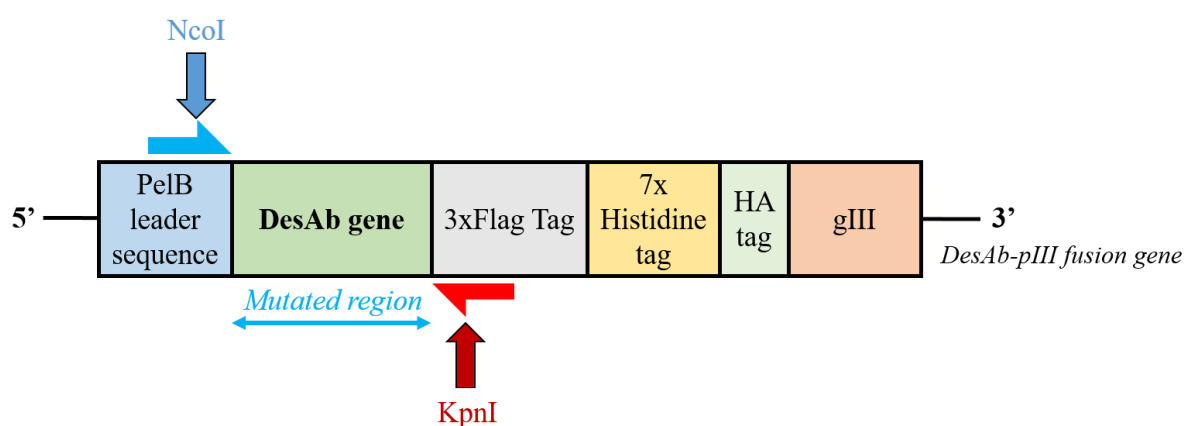 NcoI
5’
PelB
leader
sequence
DesAb gene
3xFlag Tag
7x
Histidine
tag
HA
tag
gIII
3’
DesAb-pIII fusion gene
Mutated region
KpnI